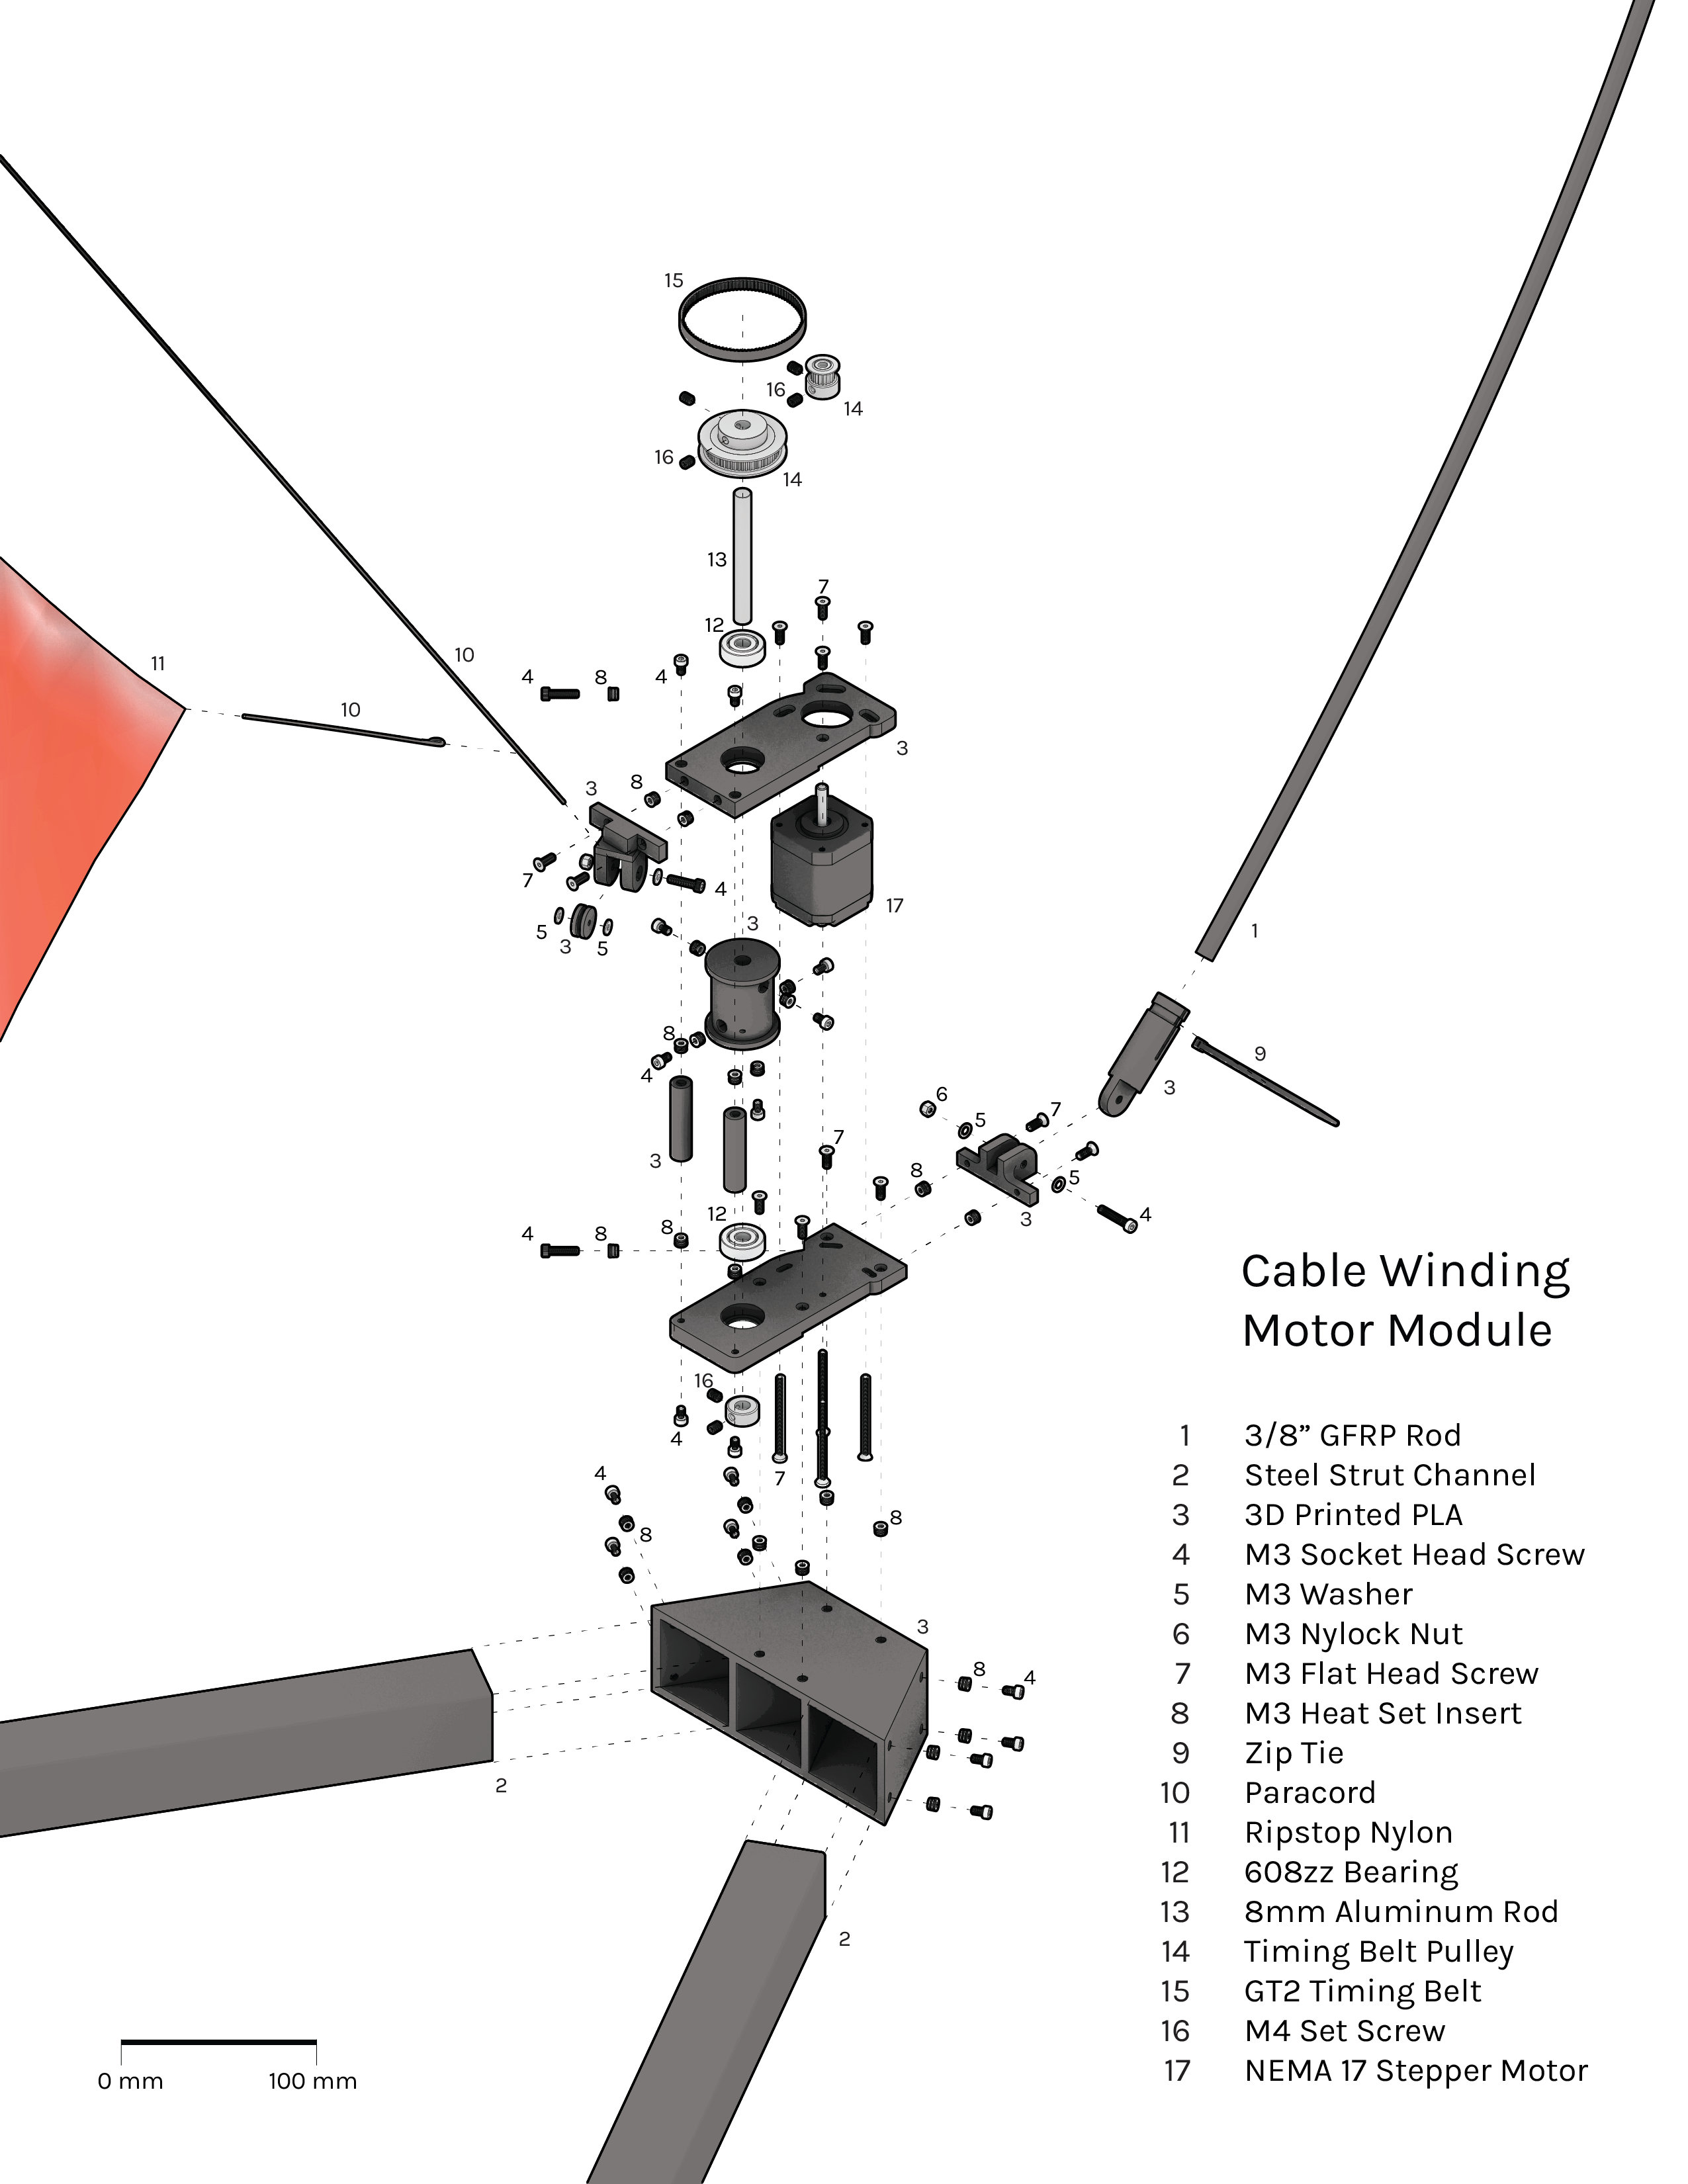 15
16
14
16
14
13
7
12
11
10
4
8
4
10
3
8
3
7
4
17
5
3
5
3
1
8
4
9
6
5
7
3
3
7
8
5
12
3
4
4
8
8
16
4
7
4
8
8
3
8
4
2
2
Cable Winding
Motor Module
1 3/8” GFRP Rod
2 Steel Strut Channel
3 3D Printed PLA
4 M3 Socket Head Screw
5 M3 Washer
6 M3 Nylock Nut
7 M3 Flat Head Screw
8 M3 Heat Set Insert
9 Zip Tie
10 Paracord
11 Ripstop Nylon
12 608zz Bearing
13 8mm Aluminum Rod
14 Timing Belt Pulley
15 GT2 Timing Belt
16 M4 Set Screw
17 NEMA 17 Stepper Motor
0 mm 100 mm